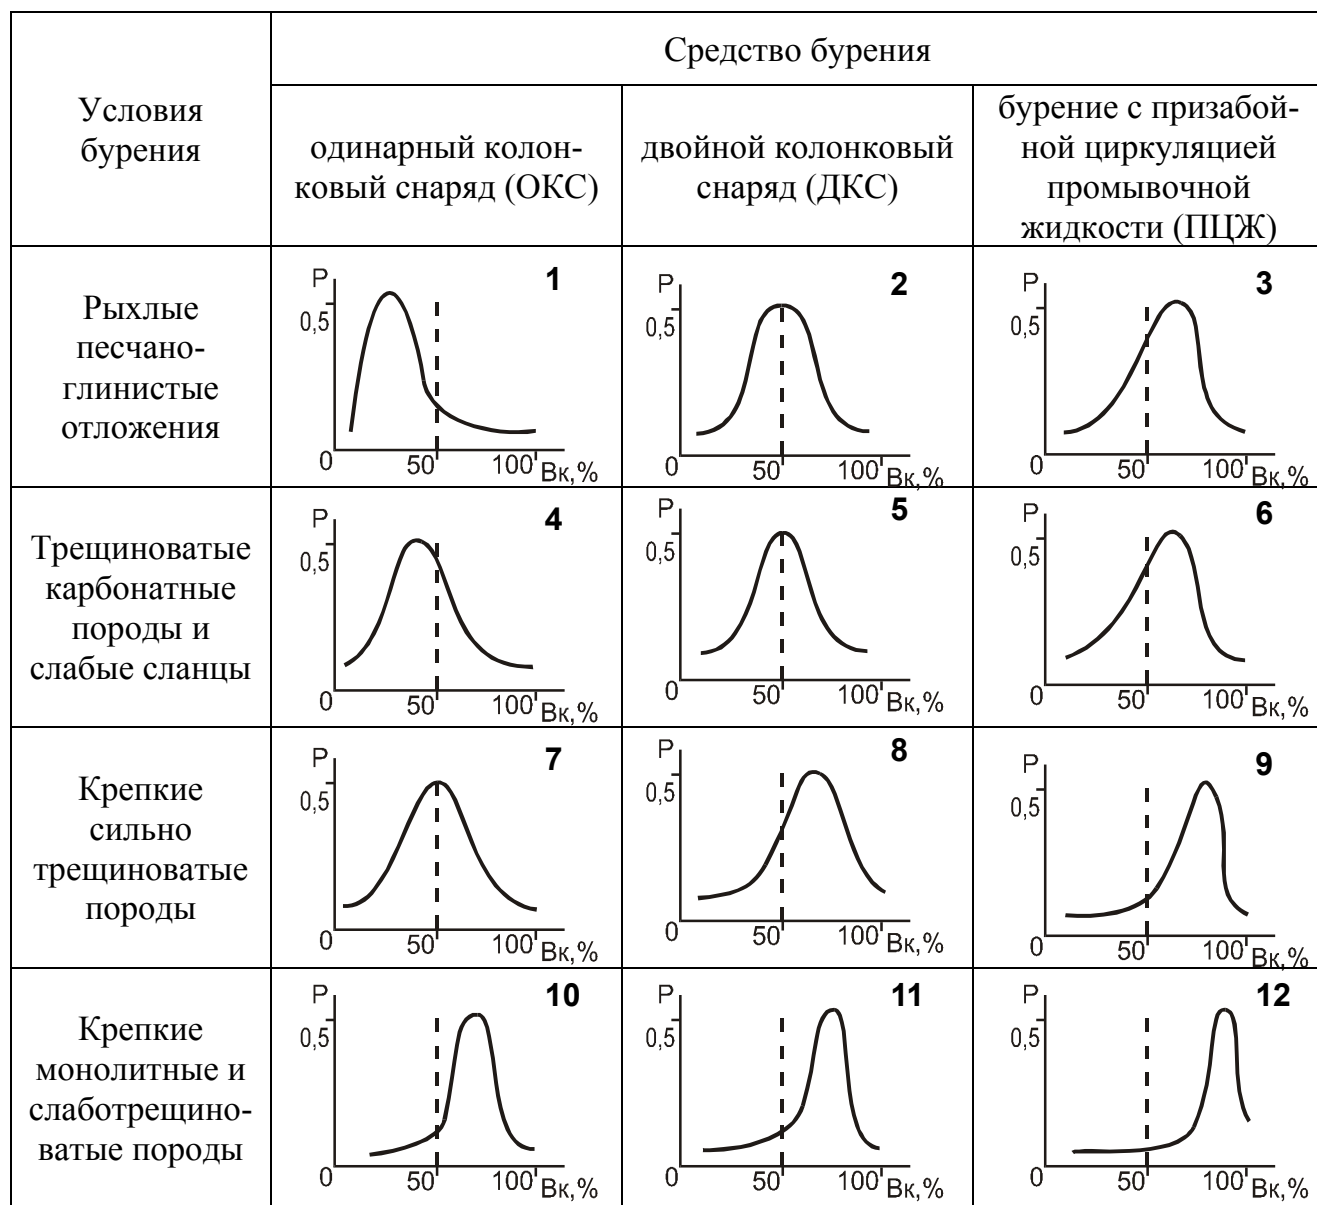 Условия
бурения
Средство бурения
одинарный колон-
ковый снаряд (ОКС)
двойной колонковый
снаряд (ДКС)
бурение с призабой-
ной циркуляцией
промывочной
жидкости (ПЦЖ)
Рыхлые
песчано-
глинистые
отложения
P
0,5
1
0
50
100
Вк,%
P
0,5
2
0
50
100
Вк,%
P
0,5
3
0
50
100
Вк,%
Трещиноватые
карбонатные
породы и
слабые сланцы
P
0,5
4
0
50
100
Вк,%
P
0,5
5
0
50
100
Вк,%
P
0,5
6
0
50
100
Вк,%
Крепкие
сильно
трещиноватые
породы
P
0,5
7
0
50
100
Вк,%
P
0,5
8
0
50
100
Вк,%
P
0,5
9
0
50
100
Вк,%
Крепкие
монолитные и
слаботрещино-
ватые породы
P
0,5
10
0
50
100
Вк,%
P
0,5
11
0
50
100
Вк,%
P
0,5
12
0
50
100
Вк,%